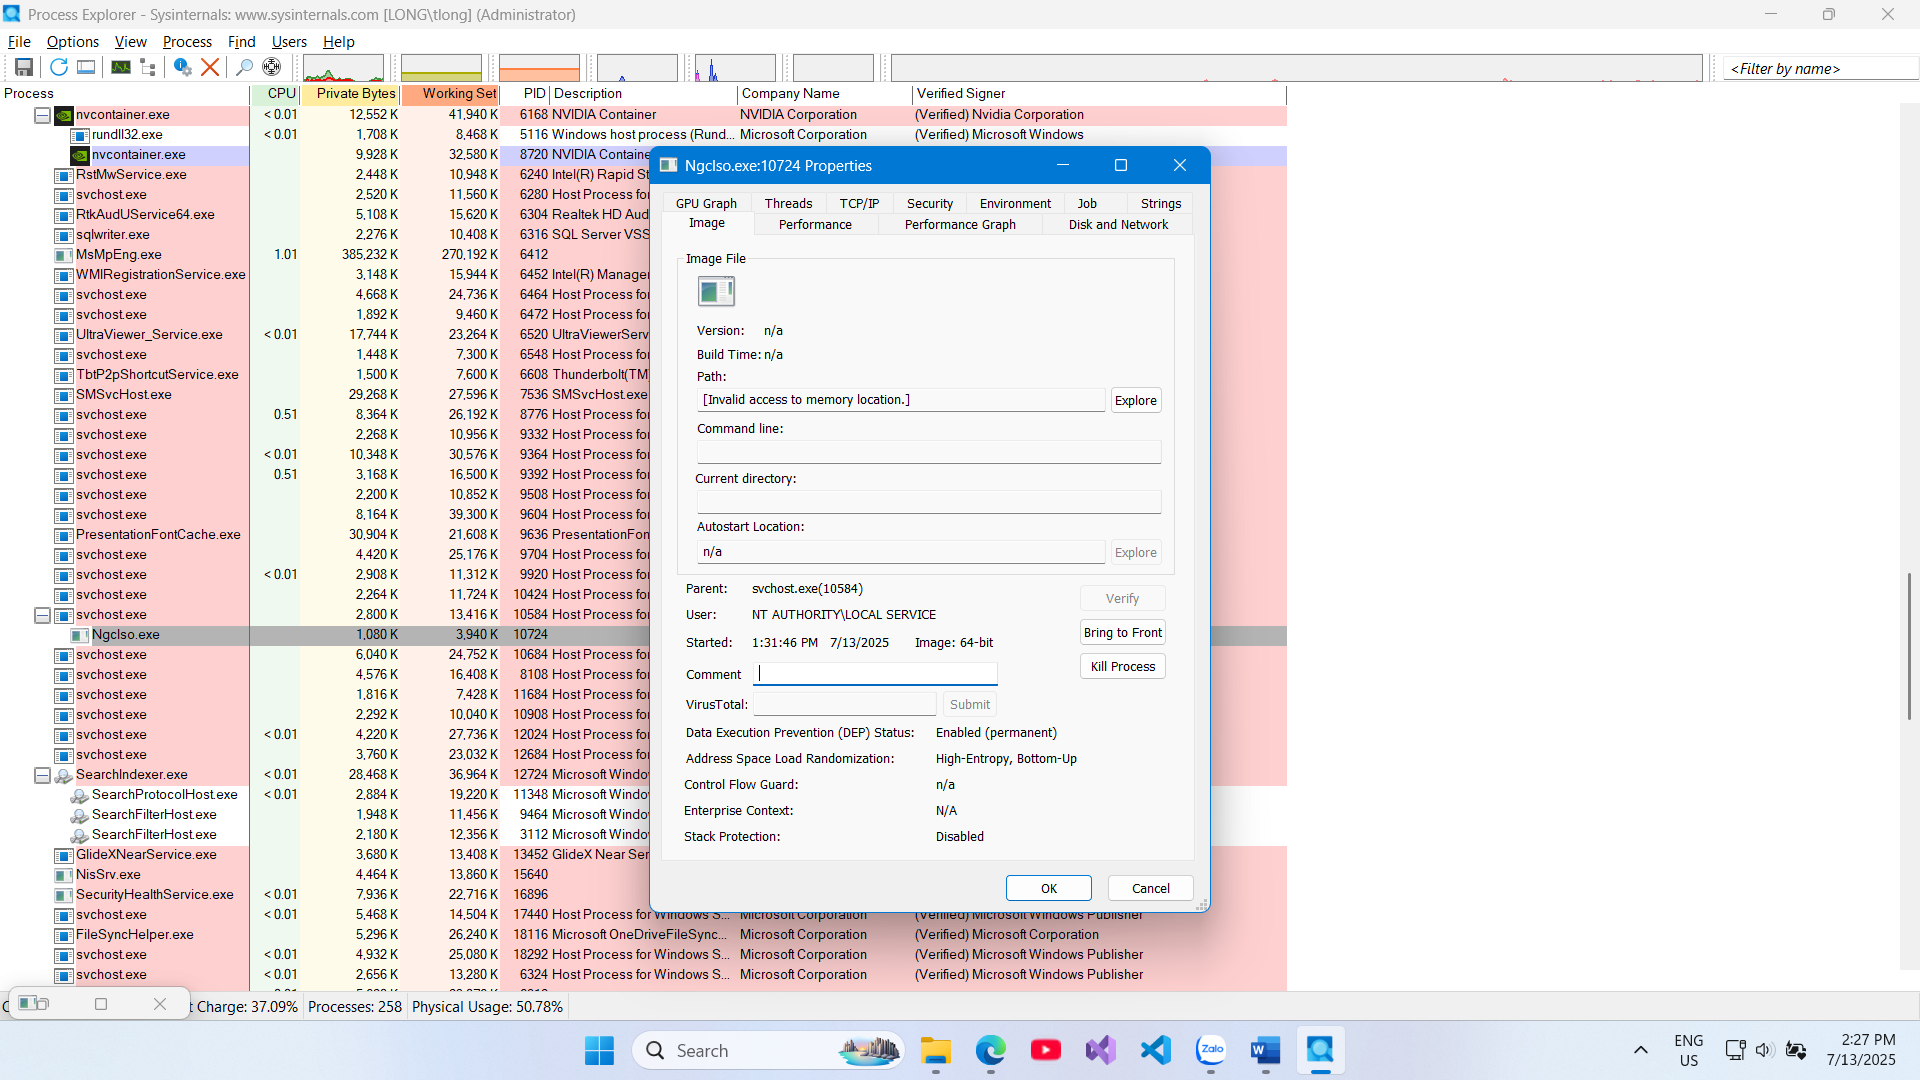 Process Explorer - Sysinternals: www.sysinternals.com [LONG\tlong] (Administrator)
File Options View Process Find Users Help
<Filter by name>
Process CPU Private Bytes Working Set PID Description Company Name Verified Signer
nvcontainer.exe < 0.01 12,552 K 41,940 K 6168 NVIDIA Container NVIDIA Corporation (Verified) Nvidia Corporation
rundll32.exe < 0.01 1,708 K 8,468 K 5116 Windows host process (Rund... Microsoft Corporation (Verified) Microsoft Windows
nvcontainer.exe 9,928 K 32,580 K 8720 NVIDIA Containe
RstMwService.exe 2,448 K 10,948 K 6240 Intel(R) Rapid St
svchost.exe 2,520 K 11,560 K 6280 Host Process for
RtkAudUService64.exe 5,108 K 15,620 K 6304 Realtek HD Aud
sqlwriter.exe 2,276 K 10,408 K 6316 SQL Server VSS
MsMpEng.exe 1.01 385,232 K 270,192 K 6412
WMIRegistrationService.exe 3,148 K 15,944 K 6452 Intel(R) Manager
svchost.exe 4,668 K 24,736 K 6464 Host Process for
svchost.exe 1,892 K 9,460 K 6472 Host Process for
UltraViewer_Service.exe < 0.01 17,744 K 23,264 K 6520 UltraViewerServ
svchost.exe 1,448 K 7,300 K 6548 Host Process for
TbtP2pShortcutService.exe 1,500 K 7,600 K 6608 Thunderbolt(TM)
SMSvcHost.exe 29,268 K 27,596 K 7536 SMSvcHost.exe
svchost.exe 0.51 8,364 K 26,192 K 8776 Host Process for
svchost.exe 2,268 K 10,956 K 9332 Host Process for
svchost.exe < 0.01 10,348 K 30,576 K 9364 Host Process for
svchost.exe 0.51 3,168 K 16,500 K 9392 Host Process for
svchost.exe 2,200 K 10,852 K 9508 Host Process for
svchost.exe 8,164 K 39,300 K 9604 Host Process for
PresentationFontCache.exe 30,904 K 21,608 K 9636 PresentationFon
svchost.exe 4,420 K 25,176 K 9704 Host Process for
svchost.exe < 0.01 2,908 K 11,312 K 9920 Host Process for
svchost.exe 2,264 K 11,724 K 10424 Host Process for
svchost.exe 2,800 K 13,416 K 10584 Host Process for
NgcIso.exe 1,080 K 3,940 K 10724
svchost.exe 6,040 K 24,752 K 10684 Host Process for
svchost.exe 4,576 K 16,408 K 8108 Host Process for
svchost.exe 1,816 K 7,428 K 11684 Host Process for
svchost.exe 2,292 K 10,040 K 10908 Host Process for
svchost.exe < 0.01 4,220 K 27,736 K 12024 Host Process for
svchost.exe 3,760 K 23,032 K 12684 Host Process for
SearchIndexer.exe < 0.01 28,468 K 36,964 K 12724 Microsoft Windo
SearchProtocolHost.exe < 0.01 2,884 K 19,220 K 11348 Microsoft Windo
SearchFilterHost.exe 1,948 K 11,456 K 9464 Microsoft Windo
SearchFilterHost.exe 2,180 K 12,356 K 3112 Microsoft Windo
GlideXNearService.exe 3,680 K 13,408 K 13452 GlideX Near Ser
NisSrv.exe 4,464 K 13,860 K 15640
SecurityHealthService.exe < 0.01 7,936 K 22,716 K 16896
svchost.exe < 0.01 5,468 K 14,504 K 17440 Host Process for Windows S... Microsoft Corporation (Verified) Microsoft Windows Publisher
FileSyncHelper.exe 5,296 K 26,240 K 18116 Microsoft OneDriveFileSync... Microsoft Corporation (Verified) Microsoft Corporation
svchost.exe < 0.01 4,932 K 25,080 K 18292 Host Process for Windows S... Microsoft Corporation (Verified) Microsoft Windows Publisher
svchost.exe < 0.01 2,656 K 13,280 K 6324 Host Process for Windows S... Microsoft Corporation (Verified) Microsoft Windows Publisher
NgcIso.exe:10724 Properties
GPU Graph Threads TCP/IP Security Environment Job Strings
Image Performance Performance Graph Disk and Network
Image File
Version: n/a
Build Time: n/a
Path:
[Invalid access to memory location.] Explore
Command line:
Current directory:
Autostart Location:
n/a Explore
Parent: svchost.exe(10584)
Verify
User: NT AUTHORITY\LOCAL SERVICE
Bring to Front
Started: 1:31:46 PM 7/13/2025 Image: 64-bit
Kill Process
Comment
VirusTotal: Submit
Data Execution Prevention (DEP) Status: Enabled (permanent)
Address Space Load Randomization: High-Entropy, Bottom-Up
Control Flow Guard: n/a
Enterprise Context: N/A
Stack Protection: Disabled
OK Cancel
t Charge: 37.09% Processes: 258 Physical Usage: 50.78%
Search
Zalo
ENG
US
2:27 PM
7/13/2025